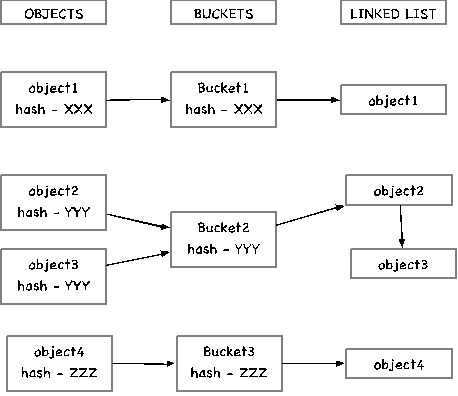 OBJECTS
BUCKETS
LINKED LIST
object1
hash - XXX
Bucket1
hash - XXX
object1
object2
hash - YYY
object3
hash - YYY
Bucket2
hash - YYY
object2
object3
object4
hash - ZZZ
Bucket3
hash - ZZZ
object4